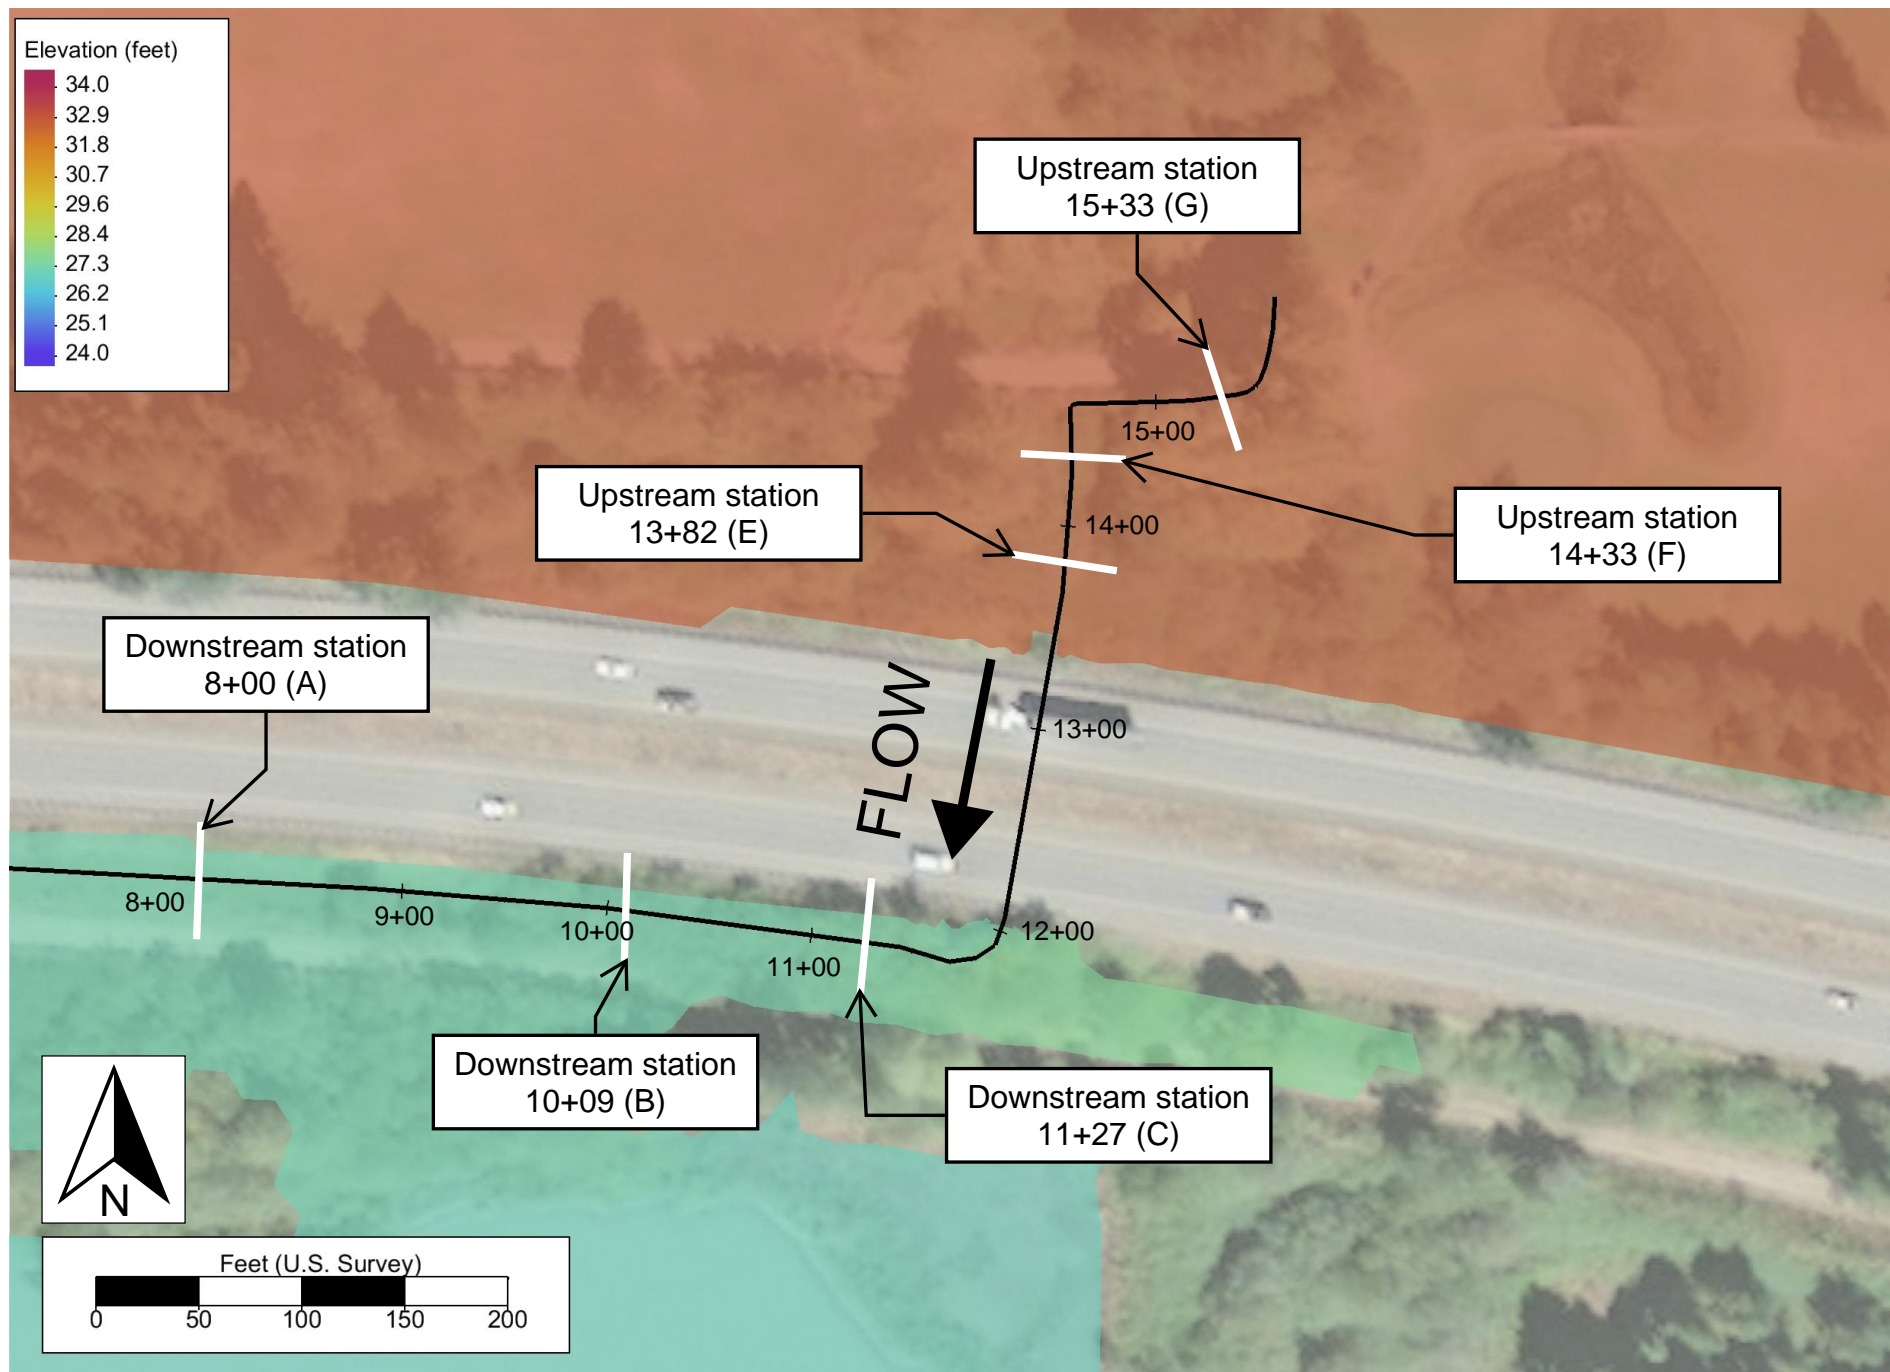 Elevation (feet)
34.0
32.9
31.8
30.7
29.6
28.4
27.3
26.2
25.1
24.0
Upstream station
15+33 (G)
15+00
Upstream station
13+82 (E)
14+00
Upstream station
14+33 (F)
Downstream station
8+00 (A)
FLOW
13+00
8+00
9+00
10+00
11+00
12+00
Downstream station
10+09 (B)
Downstream station
11+27 (C)
N
Feet (U.S. Survey)
0 50 100 150 200